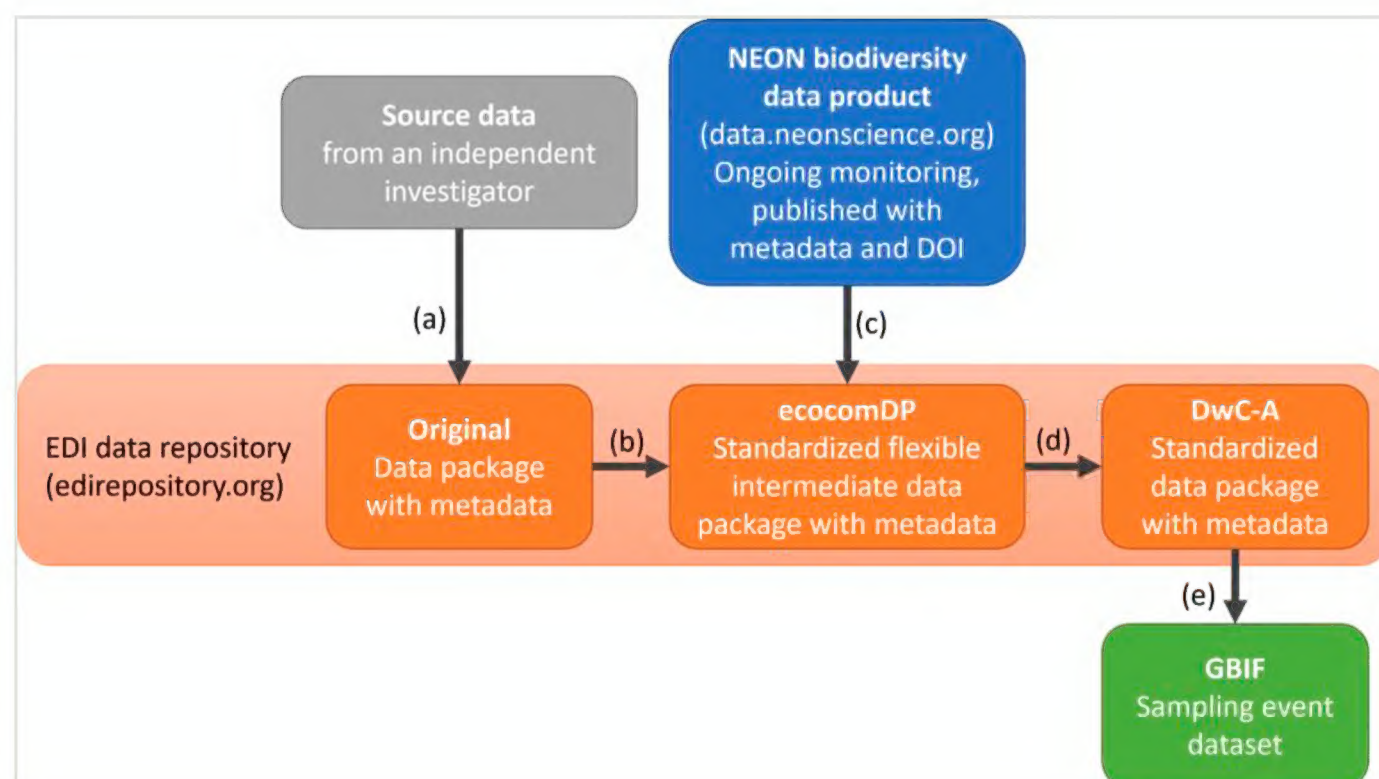 NEON biodiversity
data product
(data.neonscience.org)
Ongoing monitoring,
published with
metadata and DOI
Source data
from an independent
investigator
(a)
(c)
EDI data repository
(edirepository.org)
Original
Data package
with metadata
(b)
ecocomDP
Standardized flexible
intermediate data
package with metadata
(d)
DwC-A
Standardized
data package
with metadata
(e)
GBIF
Sampling event
dataset